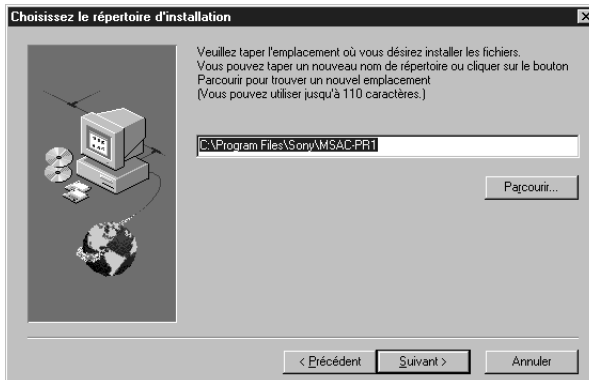 Choisissez le répertoire d'installation
Veuillez taper l'emplacement où vous désirez installer les fichiers.
Vous pouvez taper un nouveau nom de répertoire ou cliquer sur le bouton
Parcourir pour trouver un nouvel emplacement
(Vous pouvez utiliser jusqu'à 110 caractères.)
C:\Program Files\Sony\MSAC-PR1
Parcourir...
< Précédent
Suivant >
Annuler